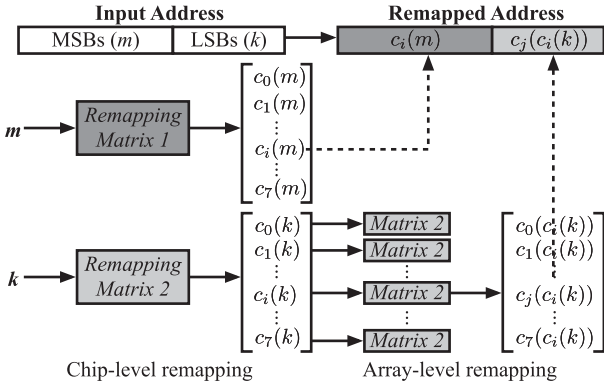 Input Address Remapped Address
MSBs (m) LSBs (k) c_i(m) c_j(c_i(k))
m Remapping Matrix 1
c_0(m)
c_1(m)
⋮
c_i(m)
⋮
c_7(m)
k Remapping Matrix 2
c_0(k) Matrix 2 c_0(c_i(k))
c_1(k) Matrix 2 c_1(c_i(k))
⋮ ⋮ ⋮
c_i(k) Matrix 2 c_j(c_i(k))
⋮ ⋮ ⋮
c_7(k) Matrix 2 c_7(c_i(k))
Chip-level remapping Array-level remapping